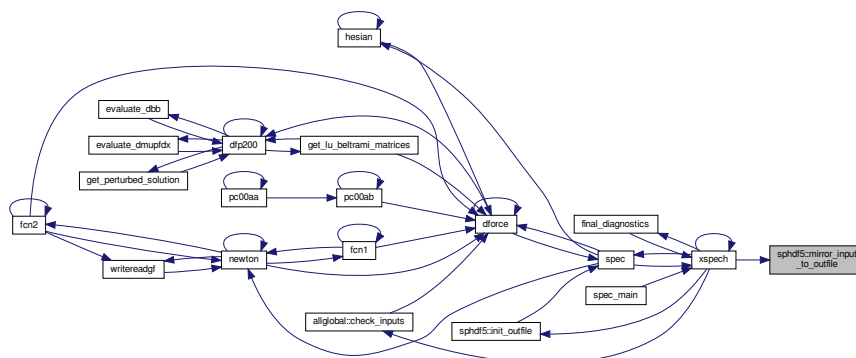 hesian
evaluate_dbb
evaluate_dmupfdx
dfp200
get_lu_beltrami_matrices
get_perturbed_solution
pc00aa
pc00ab
fcn2
dforce
final_diagnostics
fcn1
writereadgf
newton
spec
xspech
sphdf5::mirror_input
_to_outfile
spec_main
allglobal::check_inputs
sphdf5::init_outfile